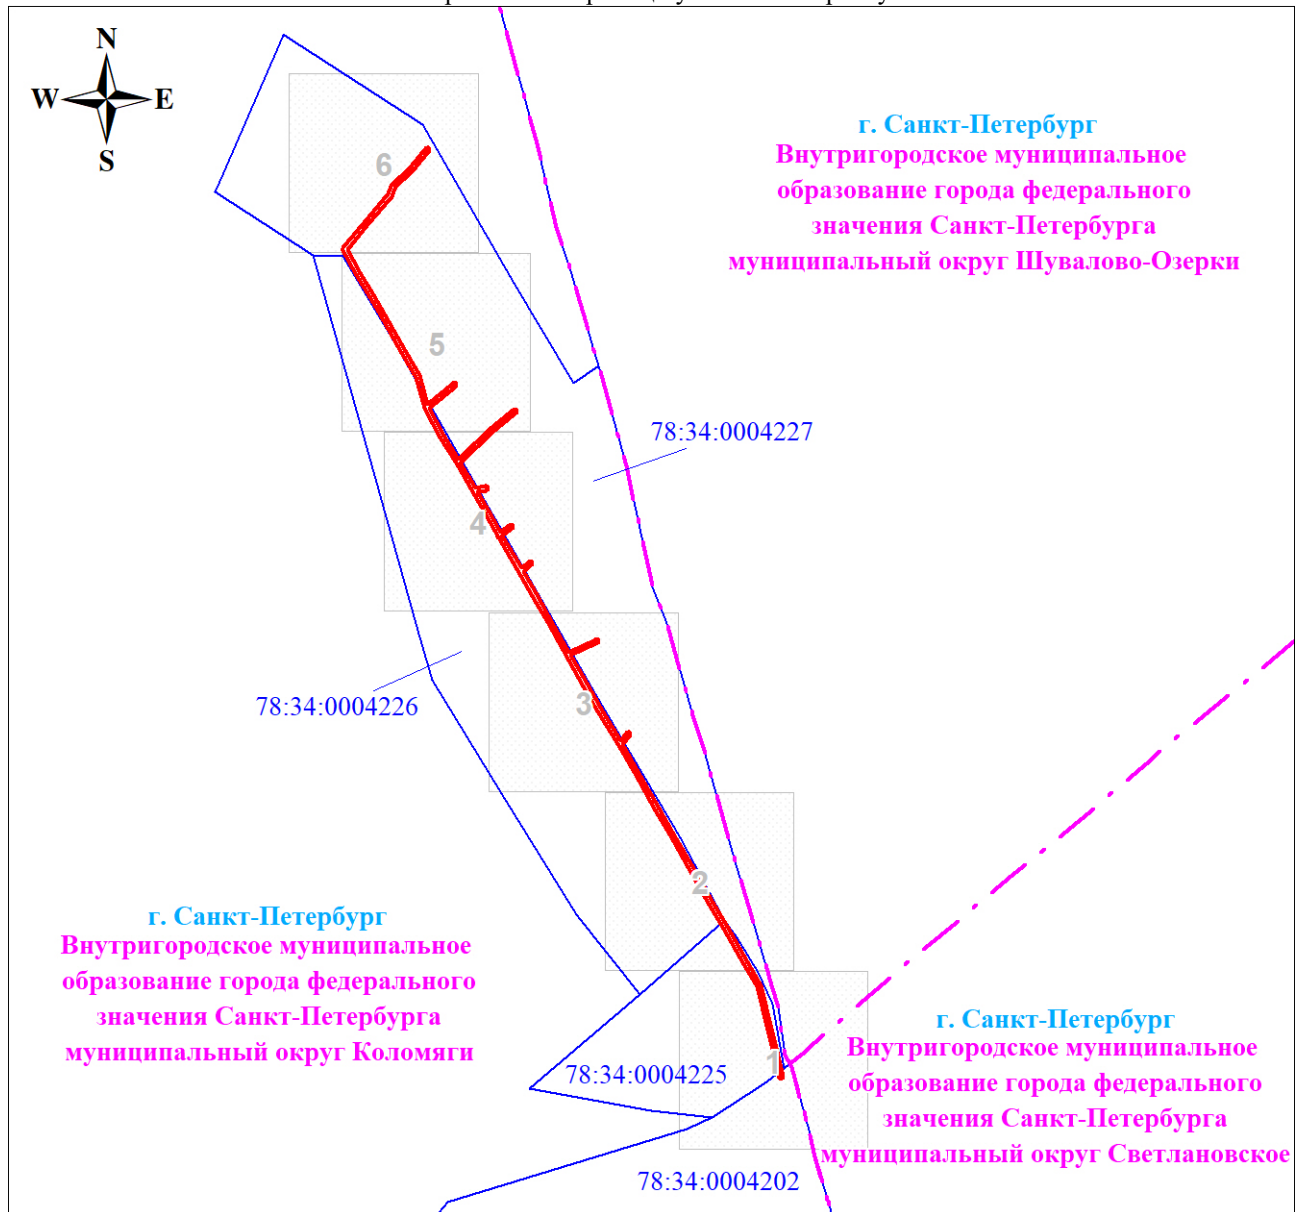 N
W
E
S
6
г. Санкт-Петербург
Внутригородское муниципальное
образование города федерального
значения Санкт-Петербурга
муниципальный округ Шувалово-Озерки
5
78:34:0004227
4
78:34:0004226
3
2
г. Санкт-Петербург
Внутригородское муниципальное
образование города федерального
значения Санкт-Петербурга
муниципальный округ Коломяги
г. Санкт-Петербург
Внутригородское муниципальное
образование города федерального
значения Санкт-Петербурга
муниципальный округ Светлановское
1
78:34:0004225
78:34:0004202